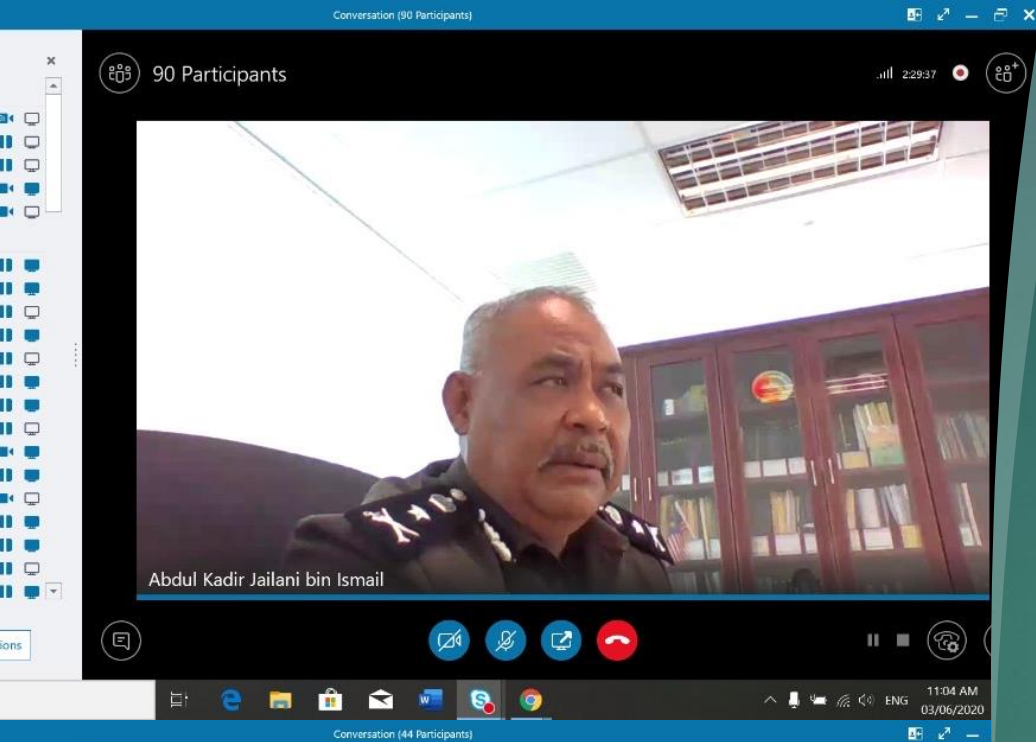 Conversation (90 Participants)
90 Participants
2:29:37
Abdul Kadir Jailani bin Ismail
ions
ENG
11:04 AM
03/06/2020
Conversation (44 Participants)